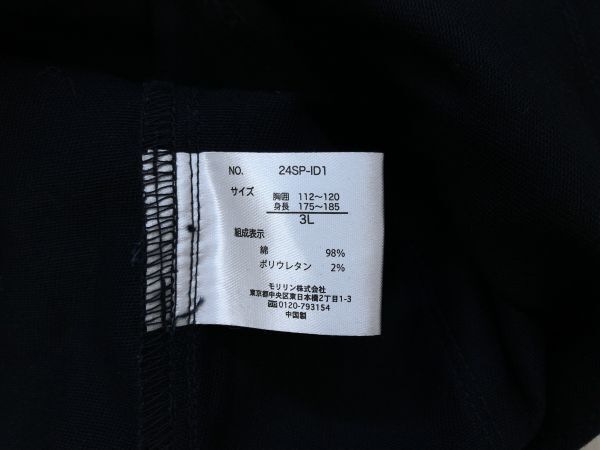 NO. 24SP-ID1
サイズ 胸囲 112～120
身長 175～185
3L
組成表示
綿 98%
ポリウレタン 2%
モリリン株式会社
東京都中央区東日本橋2丁目1-3
0120-793154
中国製